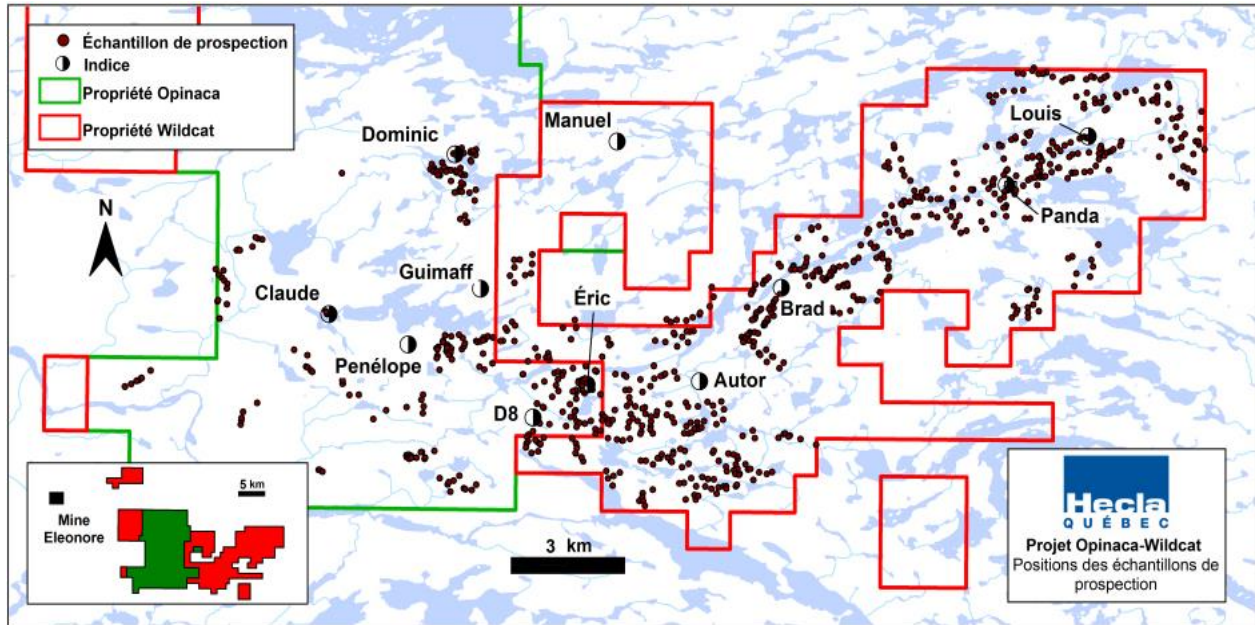 Échantillon de prospection
Indice
Propriété Opinaca
Propriété Wildcat
N
Dominic
Manuel
Louis
Panda
Guimaff
Claude
Éric
Brad
Penélope
Autor
D8
3 km
5 km
Mine
Eleonore
Hecla
QUÉBEC
Projet Opinaca-Wildcat
Positions des échantillons de
prospection